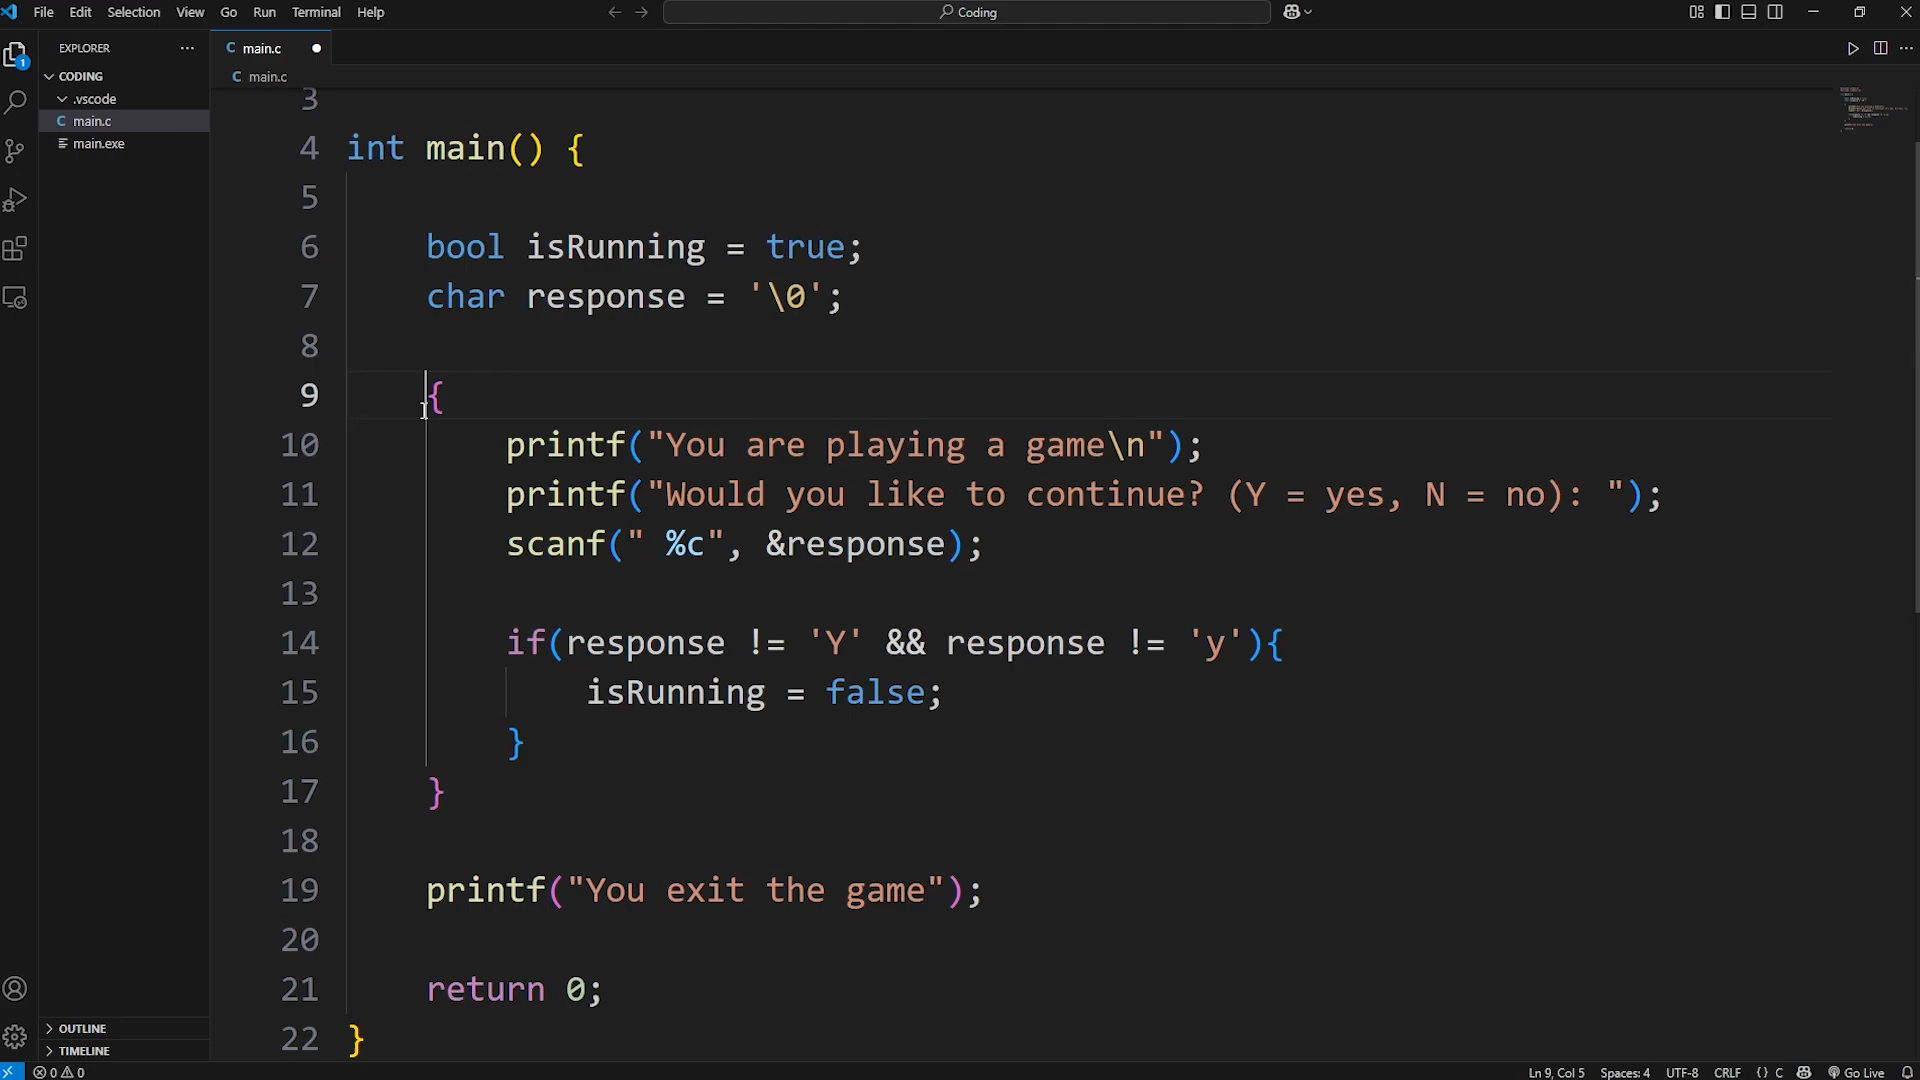 File Edit Selection View Go Run Terminal Help
Coding
EXPLORER
CODING
.vscode
main.c
main.exe
OUTLINE
TIMELINE
1
main.c
main.c
3
4 int main() {
5
6 bool isRunning = true;
7 char response = '\0';
8
9 {
10 printf("You are playing a game\n");
11 printf("Would you like to continue? (Y = yes, N = no): ");
12 scanf(" %c", &response);
13
14 if(response != 'Y' && response != 'y'){
15 isRunning = false;
16 }
17 }
18
19 printf("You exit the game");
20
21 return 0;
22 }
0 0
Ln 9, Col 5 Spaces: 4 UTF-8 CRLF {} C Go Live